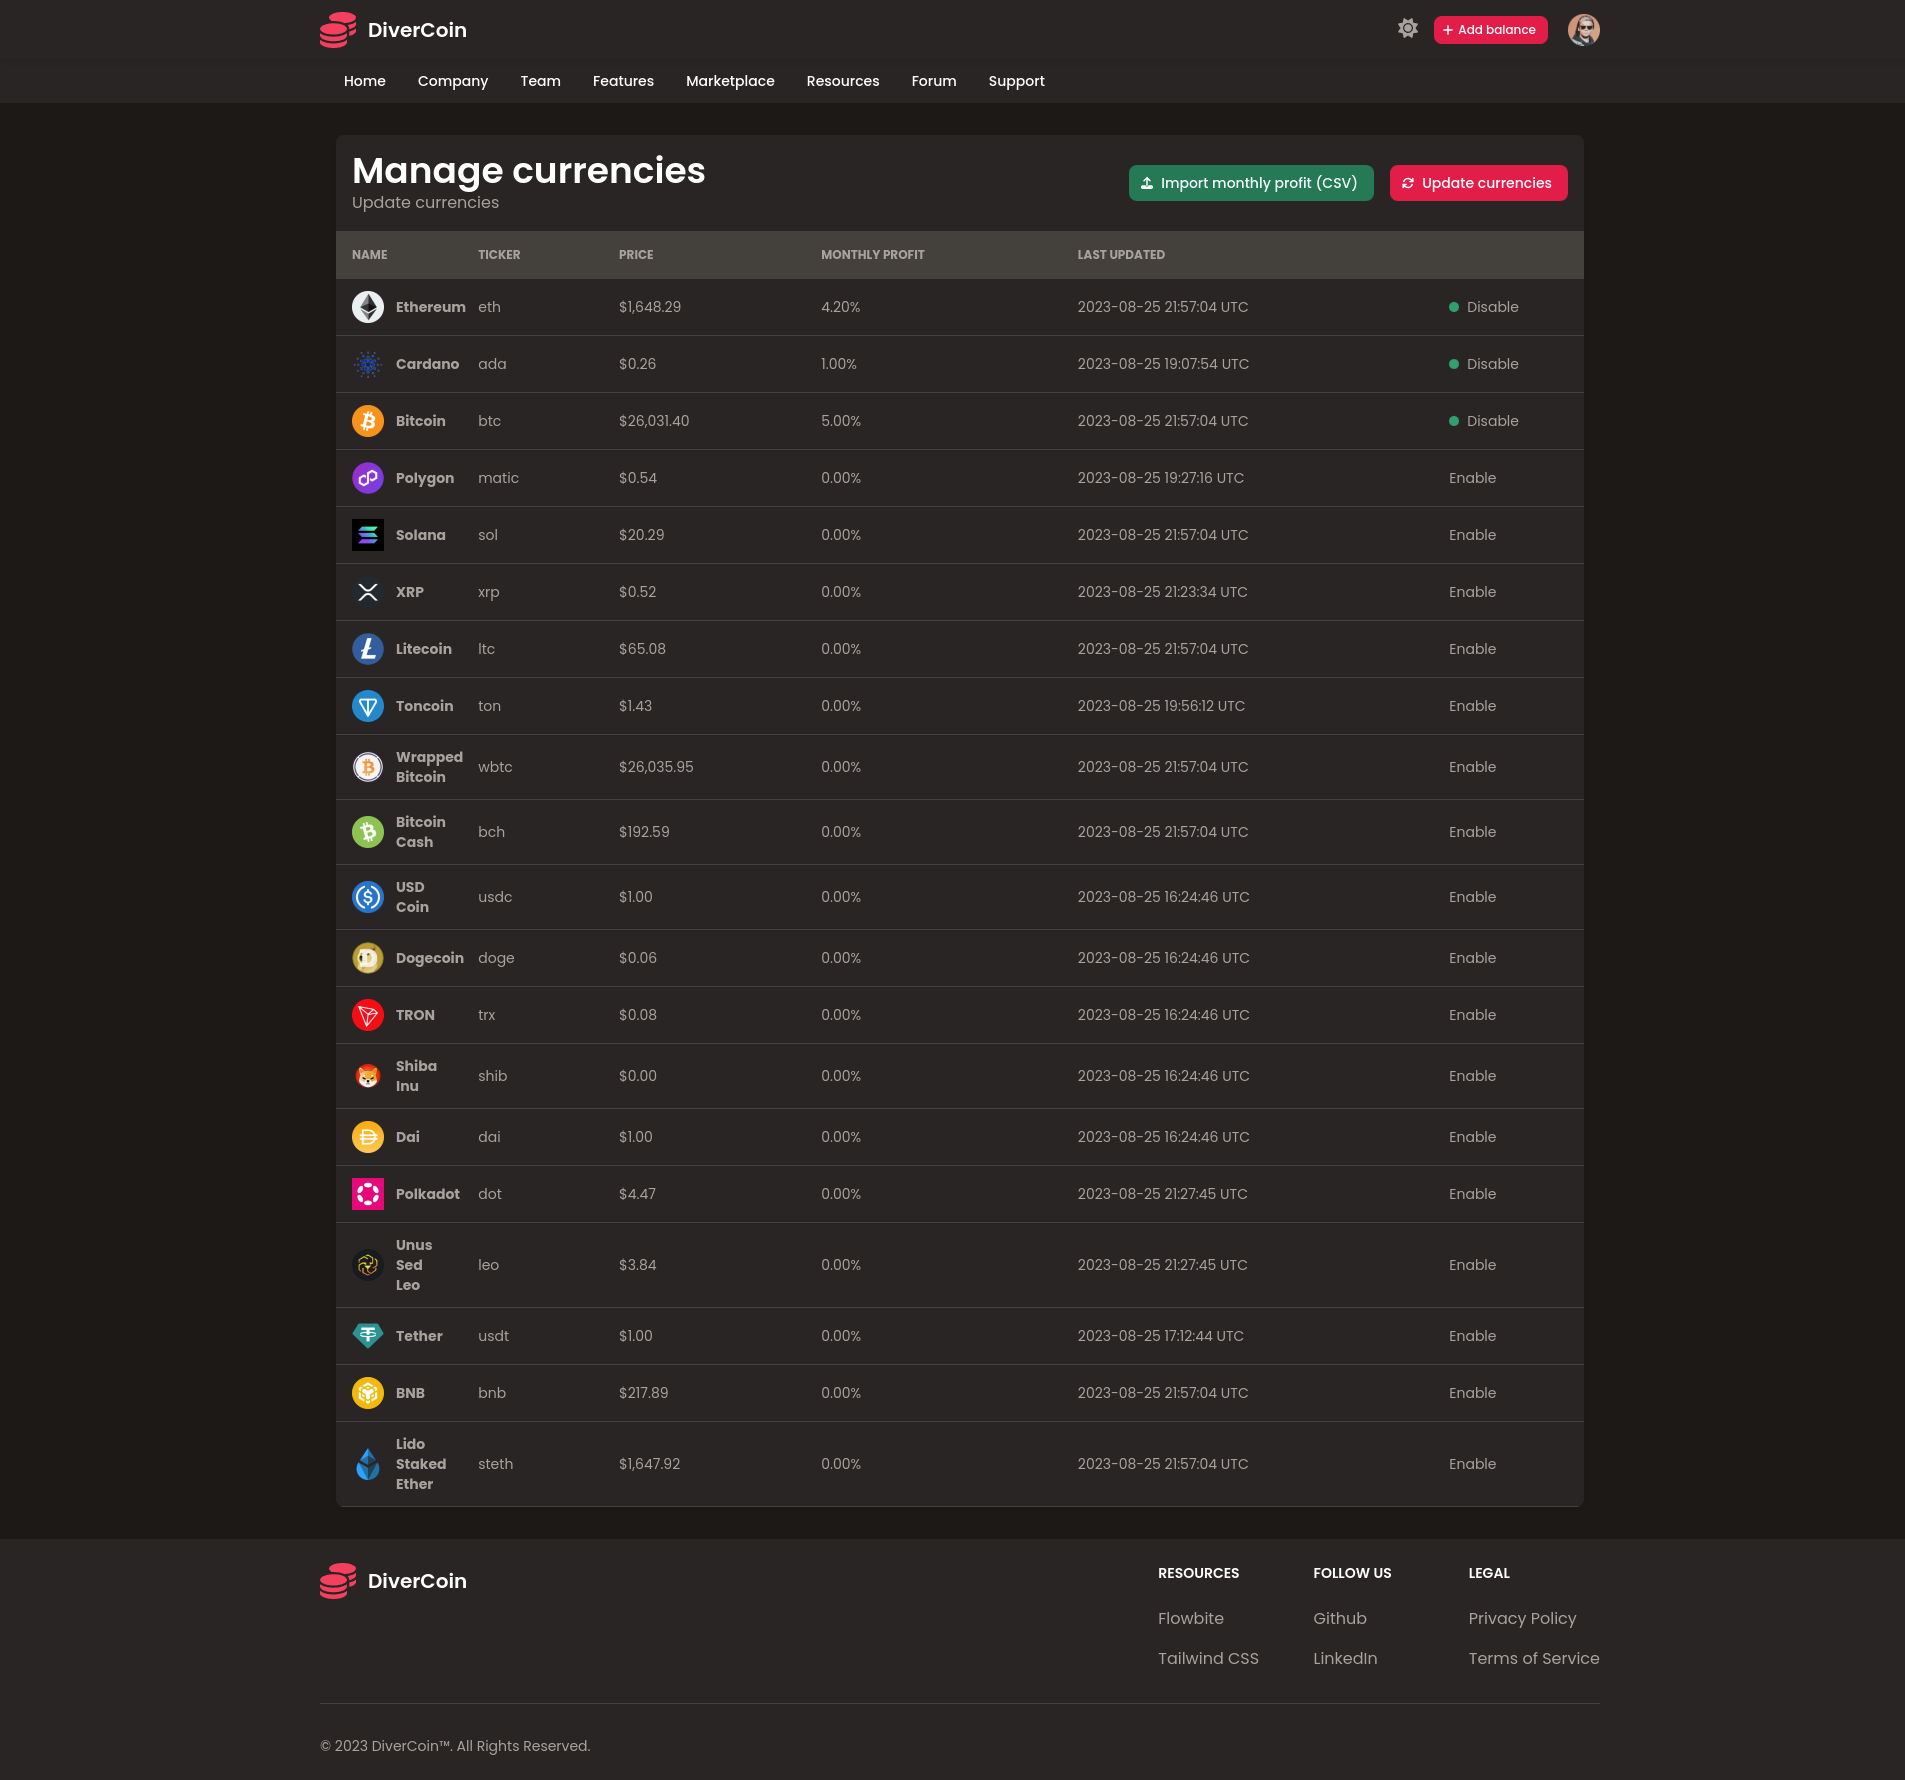 DiverCoin
Add balance
Home Company Team Features Marketplace Resources Forum Support
Manage currencies
Update currencies
Import monthly profit (CSV)
Update currencies
NAME TICKER PRICE MONTHLY PROFIT LAST UPDATED
Ethereum eth $1,648.29 4.20% 2023-08-25 21:57:04 UTC Disable
Cardano ada $0.26 1.00% 2023-08-25 19:07:54 UTC Disable
Bitcoin btc $26,031.40 5.00% 2023-08-25 21:57:04 UTC Disable
Polygon matic $0.54 0.00% 2023-08-25 19:27:16 UTC Enable
Solana sol $20.29 0.00% 2023-08-25 21:57:04 UTC Enable
XRP xrp $0.52 0.00% 2023-08-25 21:23:34 UTC Enable
Litecoin ltc $65.08 0.00% 2023-08-25 21:57:04 UTC Enable
Toncoin ton $1.43 0.00% 2023-08-25 19:56:12 UTC Enable
Wrapped
Bitcoin
wbtc $26,035.95 0.00% 2023-08-25 21:57:04 UTC Enable
Bitcoin
Cash
bch $192.59 0.00% 2023-08-25 21:57:04 UTC Enable
USD
Coin
usdc $1.00 0.00% 2023-08-25 16:24:46 UTC Enable
Dogecoin doge $0.06 0.00% 2023-08-25 16:24:46 UTC Enable
TRON trx $0.08 0.00% 2023-08-25 16:24:46 UTC Enable
Shiba
Inu
shib $0.00 0.00% 2023-08-25 16:24:46 UTC Enable
Dai dai $1.00 0.00% 2023-08-25 16:24:46 UTC Enable
Polkadot dot $4.47 0.00% 2023-08-25 21:27:45 UTC Enable
Unus
Sed
Leo
leo $3.84 0.00% 2023-08-25 21:27:45 UTC Enable
Tether usdt $1.00 0.00% 2023-08-25 17:12:44 UTC Enable
BNB bnb $217.89 0.00% 2023-08-25 21:57:04 UTC Enable
Lido
Staked
Ether
steth $1,647.92 0.00% 2023-08-25 21:57:04 UTC Enable
DiverCoin
RESOURCES FOLLOW US LEGAL
Flowbite Github Privacy Policy
Tailwind CSS LinkedIn Terms of Service
© 2023 DiverCoin™. All Rights Reserved.